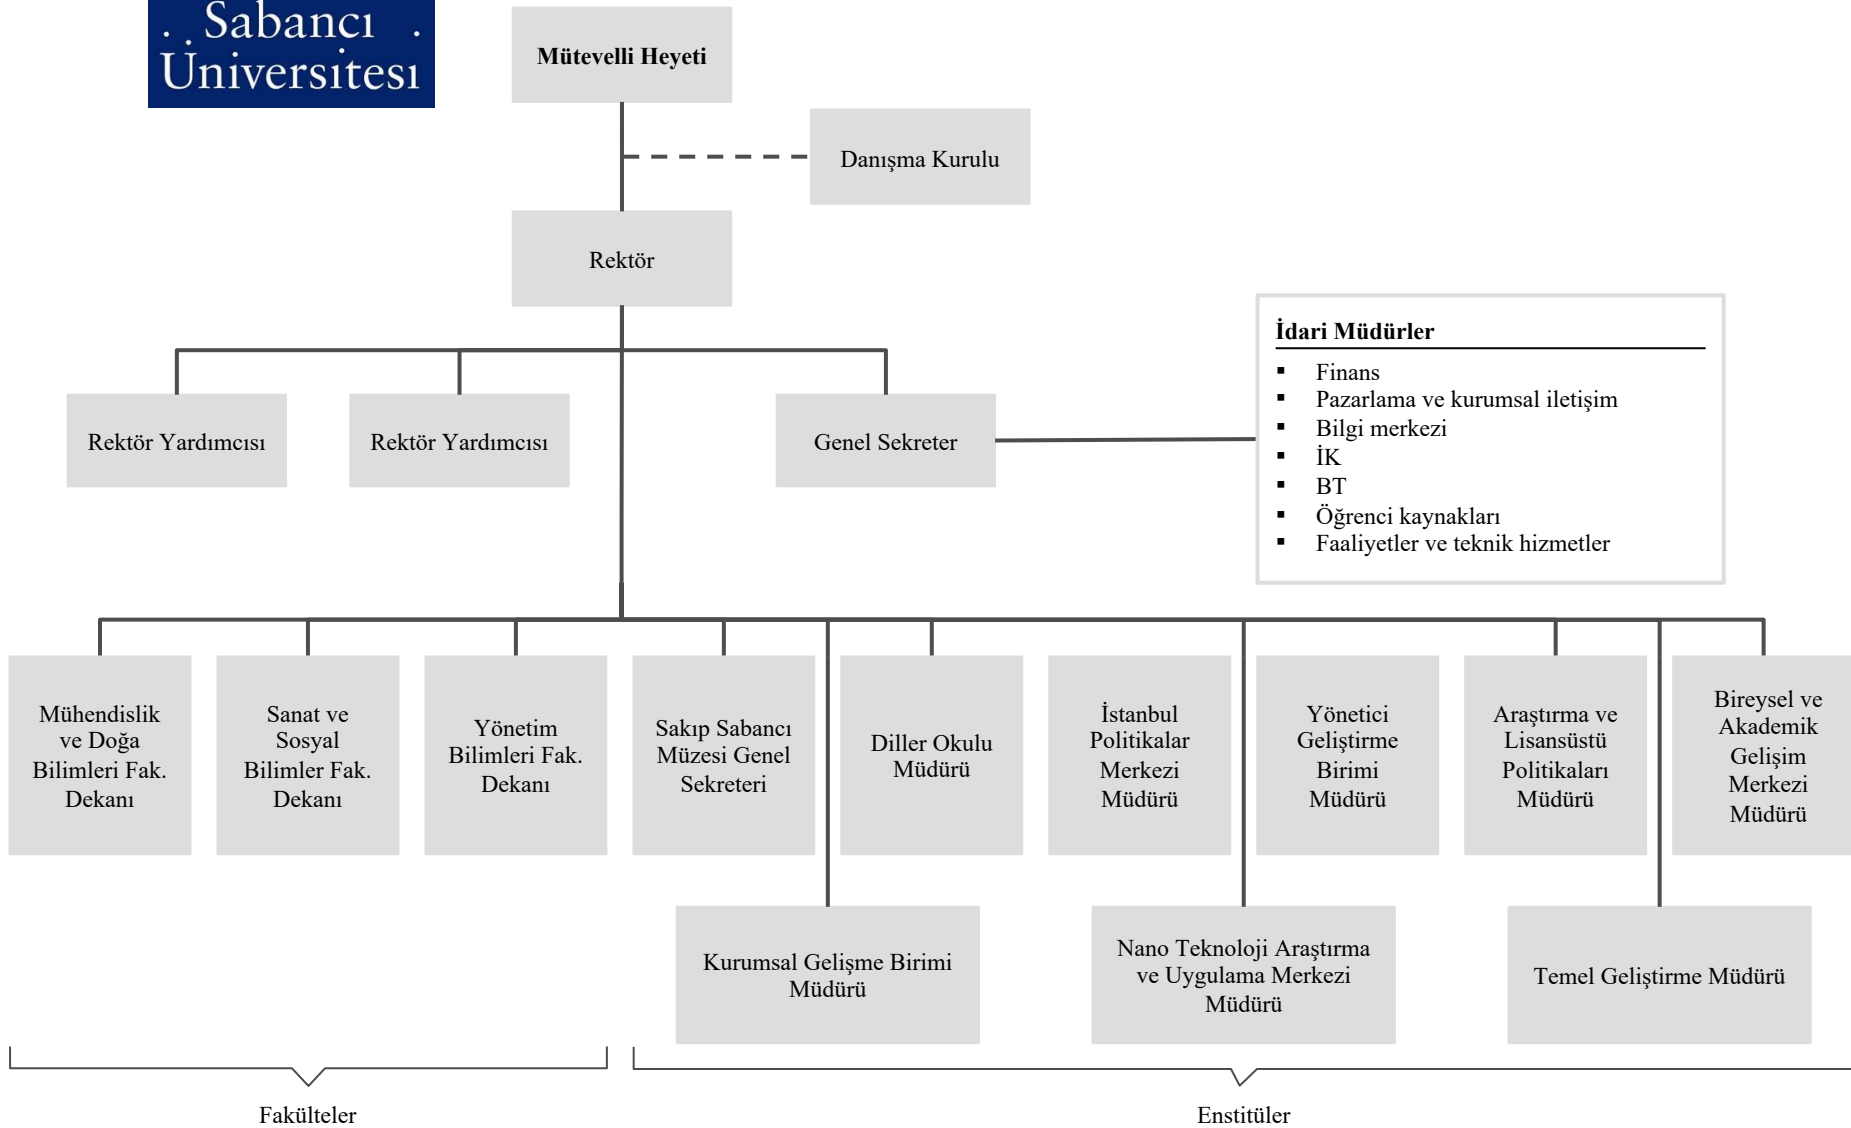 Sabancı
Üniversitesi
Mütevelli Heyeti
Danışma Kurulu
Rektör
İdari Müdürler
▪ Finans
▪ Pazarlama ve kurumsal iletişim
▪ Bilgi merkezi
▪ İK
▪ BT
▪ Öğrenci kaynakları
▪ Faaliyetler ve teknik hizmetler
Rektör Yardımcısı
Rektör Yardımcısı
Genel Sekreter
Mühendislik
ve Doğa
Bilimleri Fak.
Dekanı
Sanat ve
Sosyal
Bilimler Fak.
Dekanı
Yönetim
Bilimleri Fak.
Dekanı
Sakıp Sabancı
Müzesi Genel
Sekreteri
Diller Okulu
Müdürü
İstanbul
Politikalar
Merkezi
Müdürü
Yönetici
Geliştirme
Birimi
Müdürü
Araştırma ve
Lisansüstü
Politikaları
Müdürü
Bireysel ve
Akademik
Gelişim
Merkezi
Müdürü
Kurumsal Gelişme Birimi
Müdürü
Nano Teknoloji Araştırma
ve Uygulama Merkezi
Müdürü
Temel Geliştirme Müdürü
Fakülteler
Enstitüler